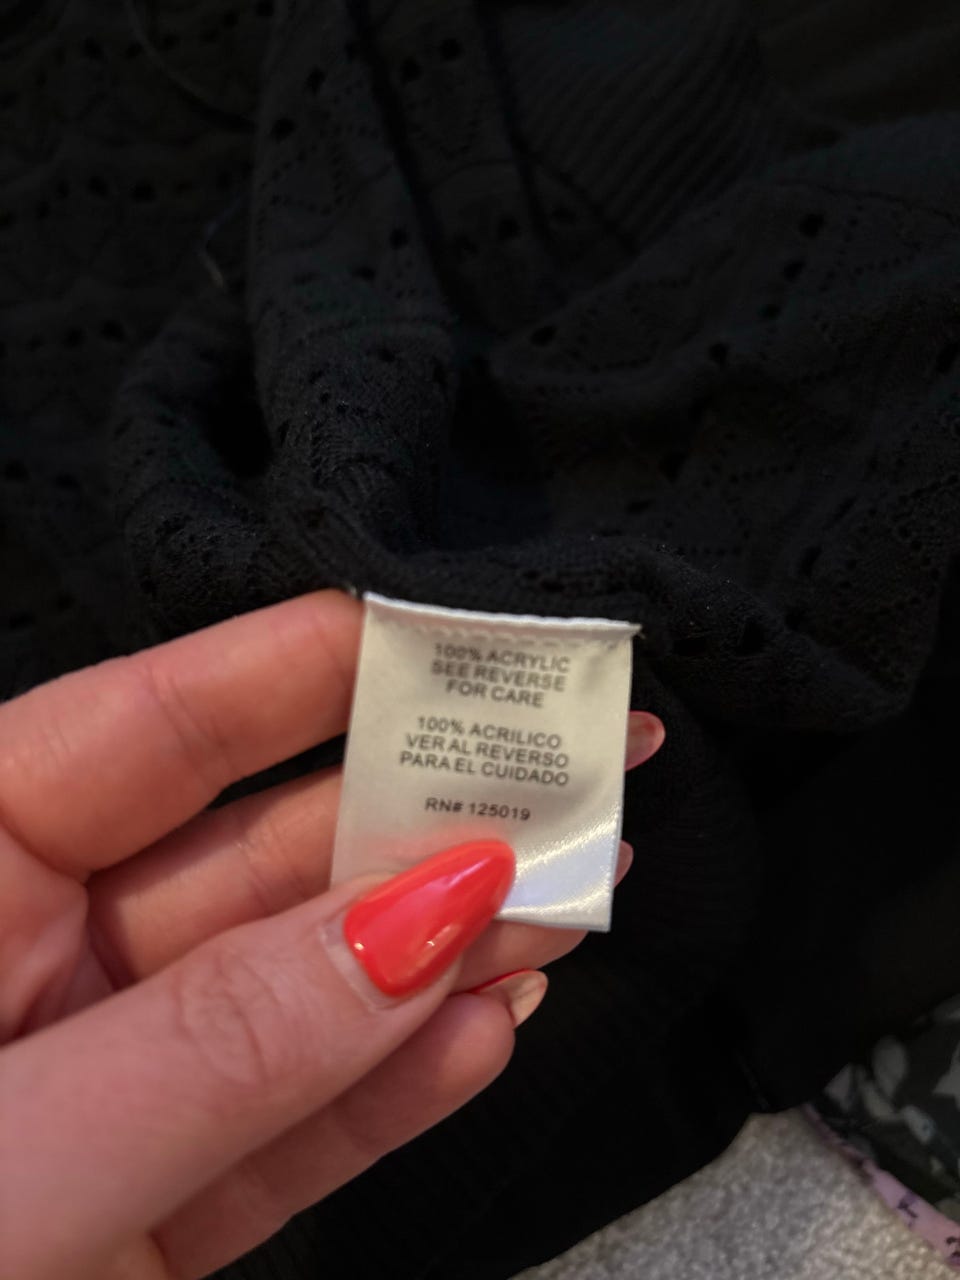 100% ACRYLIC
SEE REVERSE
FOR CARE
100% ACRILICO
VER AL REVERSO
PARA EL CUIDADO
RN# 125019